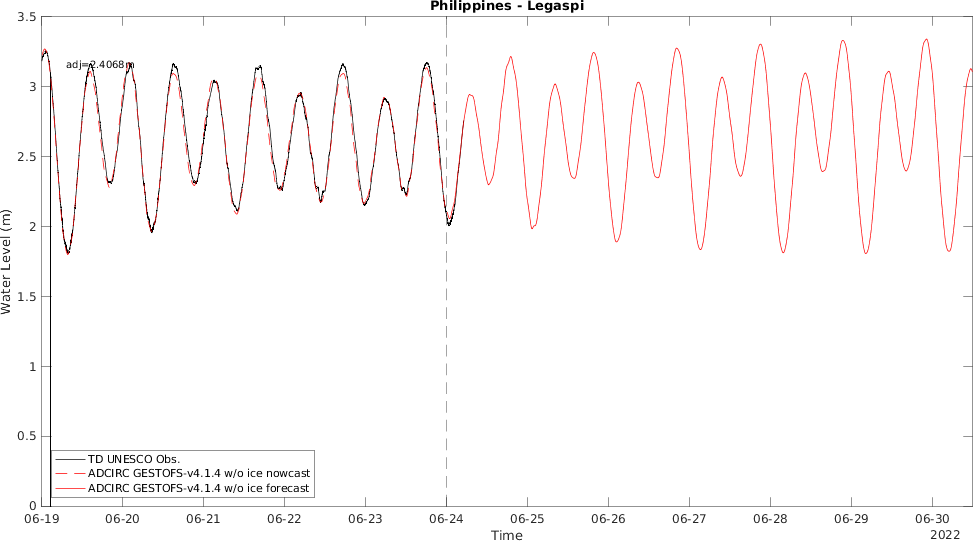 Philippines - Legaspi
3.5
adj=2.4068m
3
2.5
2
1.5
1
0.5
0
Water Level (m)
TD UNESCO Obs.
ADCIRC GESTOFS-v4.1.4 w/o ice nowcast
ADCIRC GESTOFS-v4.1.4 w/o ice forecast
06-19 06-20 06-21 06-22 06-23 06-24 06-25 06-26 06-27 06-28 06-29 06-30
Time
2022